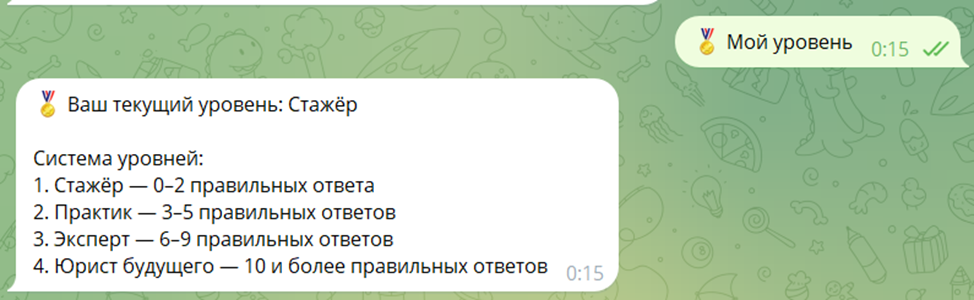 🏅 Мой уровень 0:15
🏅 Ваш текущий уровень: Стажёр
Система уровней:
1. Стажёр — 0–2 правильных ответа
2. Практик — 3–5 правильных ответов
3. Эксперт — 6–9 правильных ответов
4. Юрист будущего — 10 и более правильных ответов 0:15